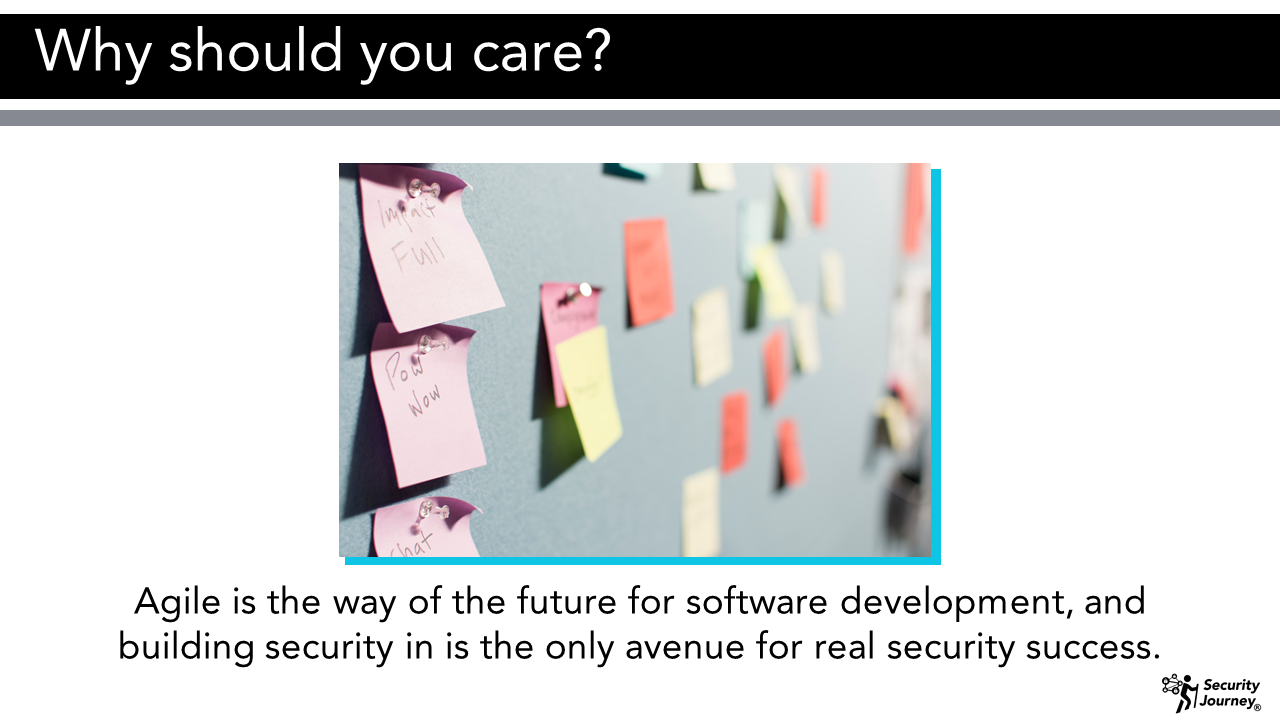 Why should you care?
Impact
Full
Pow
Wow
Chat
Agile is the way of the future for software development, and
building security in is the only avenue for real security success.
Security
Journey®